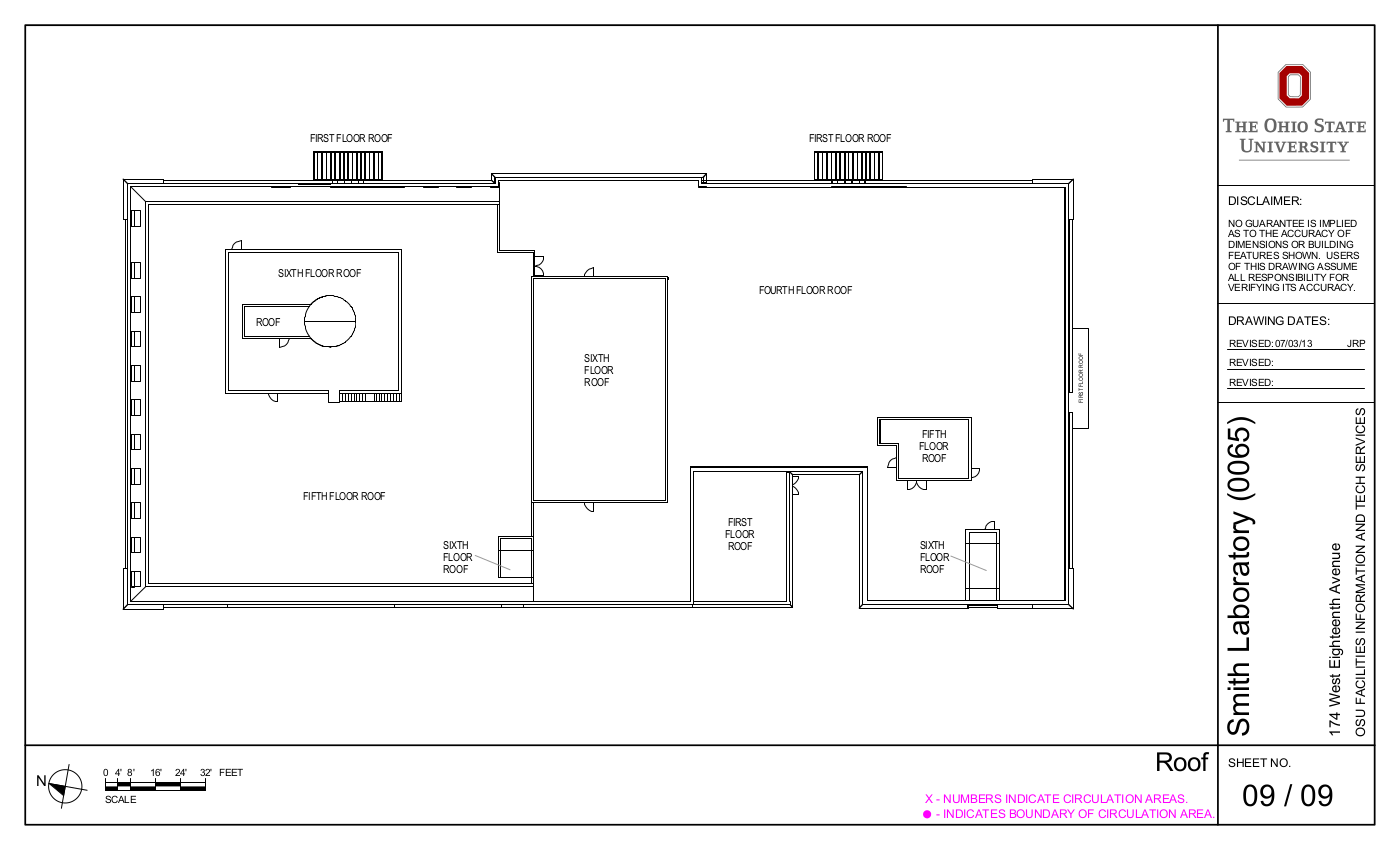 FIRST FLOOR ROOF
FIRST FLOOR ROOF
SIXTH FLOOR ROOF
ROOF
FOURTH FLOOR ROOF
SIXTH
FLOOR
ROOF
FIRST FLOOR ROOF
FIFTH
FLOOR
ROOF
FIFTH FLOOR ROOF
FIRST
FLOOR
ROOF
SIXTH
FLOOR
ROOF
SIXTH
FLOOR
ROOF
THE OHIO STATE
UNIVERSITY
DISCLAIMER:
NO GUARANTEE IS IMPLIED
AS TO THE ACCURACY OF
DIMENSIONS OR BUILDING
FEATURES SHOWN. USERS
OF THIS DRAWING ASSUME
ALL RESPONSIBILITY FOR
VERIFYING ITS ACCURACY.
DRAWING DATES:
REVISED: 07/03/13 JRP
REVISED:
REVISED:
Smith Laboratory (0065)
174 West Eighteenth Avenue
OSU FACILITIES INFORMATION AND TECH SERVICES
N
0 4' 8' 16' 24' 32' FEET
SCALE
Roof
X - NUMBERS INDICATE CIRCULATION AREAS.
- INDICATES BOUNDARY OF CIRCULATION AREA.
SHEET NO.
09 / 09